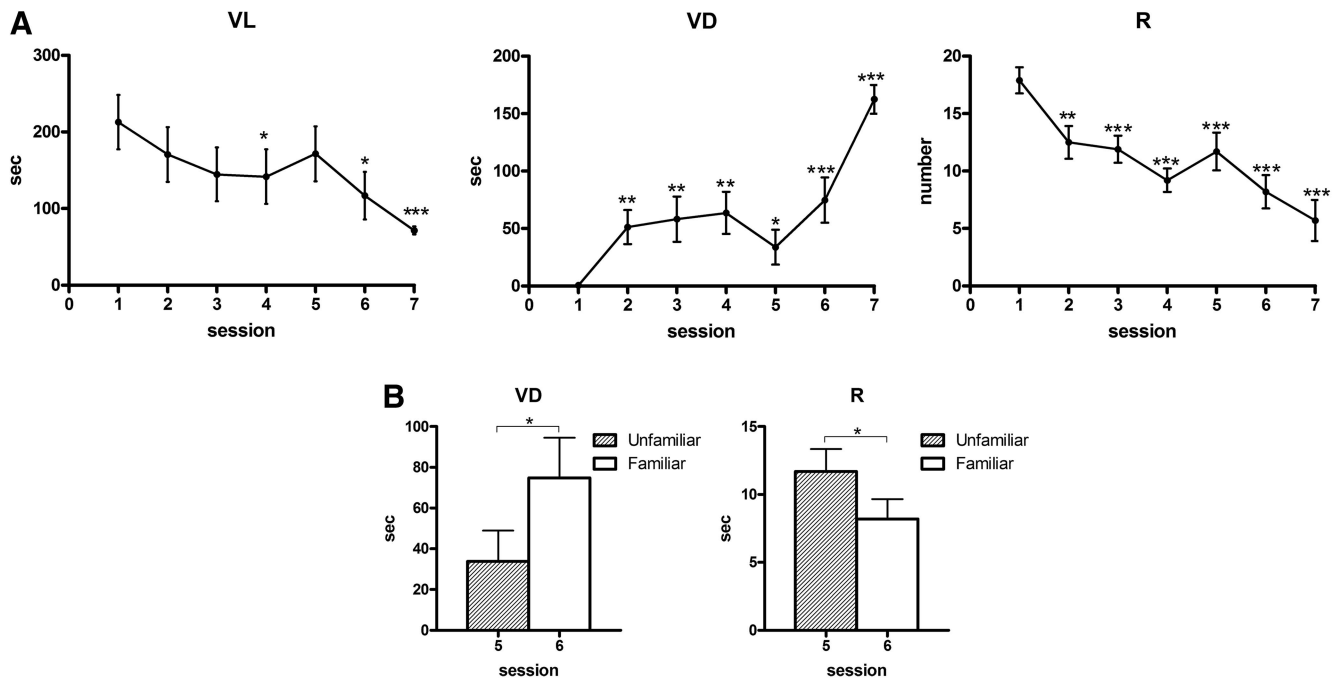 A
VL
300
200
100
0
sec
*
*
***
0 1 2 3 4 5 6 7
session
VD
200
150
100
50
0
sec
**
**
**
*
***
***
0 1 2 3 4 5 6 7
session
R
20
15
10
5
0
number
**
***
***
***
***
***
0 1 2 3 4 5 6 7
session
B
VD
100
80
60
40
20
0
sec
*
Unfamiliar
Familiar
5 6
session
R
15
10
5
0
sec
*
Unfamiliar
Familiar
5 6
session